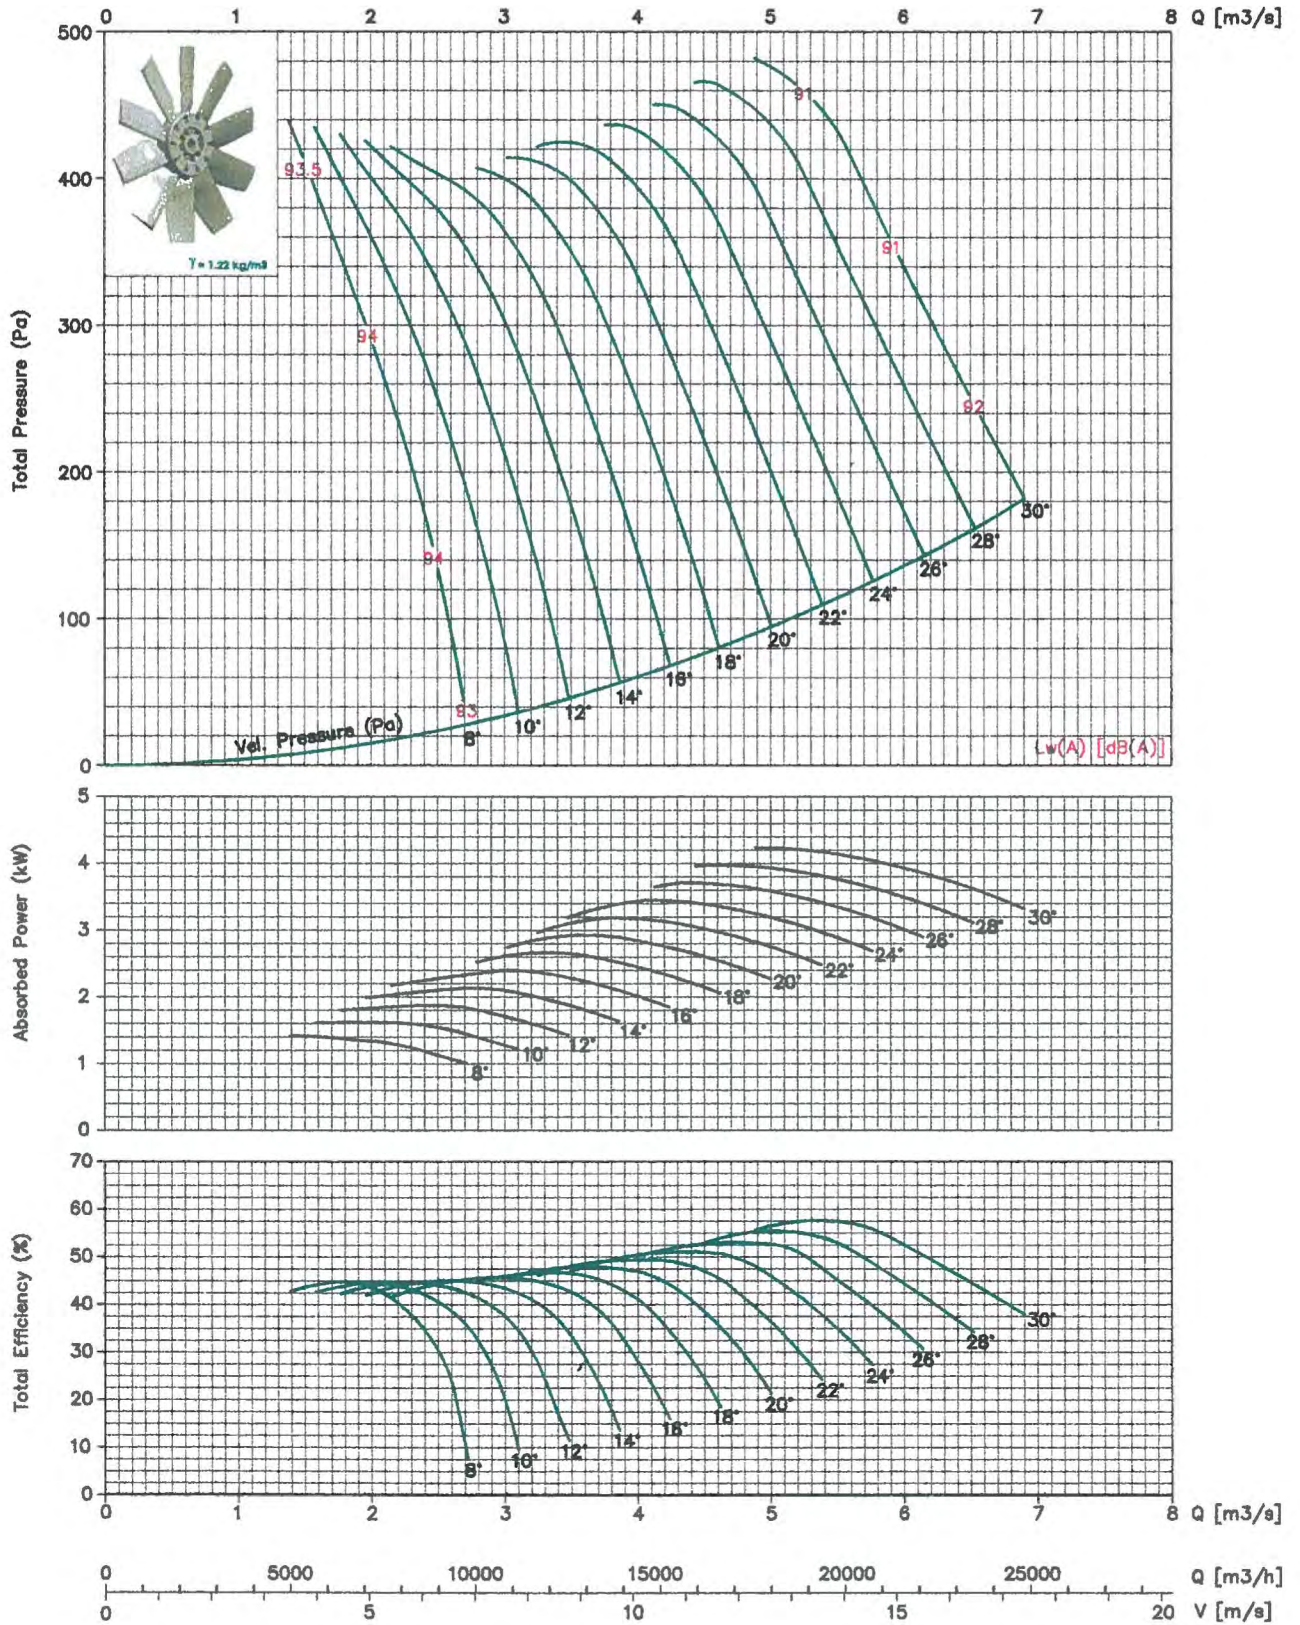 0 1 2 3 4 5 6 7 8 Q [m3/s]
500
400
300
200
100
0
Total Pressure (Pa)
γ = 1.22 kg/m3
93.5
94
94
93
91
91
92
8° 10° 12° 14° 16° 18° 20° 22° 24° 26° 28° 30°
Vel. Pressure (Pa)
Lw(A) [dB(A)]
5
4
3
2
1
0
Absorbed Power (kW)
8° 10° 12° 14° 16° 18° 20° 22° 24° 26° 28° 30°
70
60
50
40
30
20
10
0
Total Efficiency (%)
8° 10° 12° 14° 16° 18° 20° 22° 24° 26° 28° 30°
0 1 2 3 4 5 6 7 8 Q [m3/s]
0 5000 10000 15000 20000 25000 Q [m3/h]
0 5 10 15 20 V [m/s]